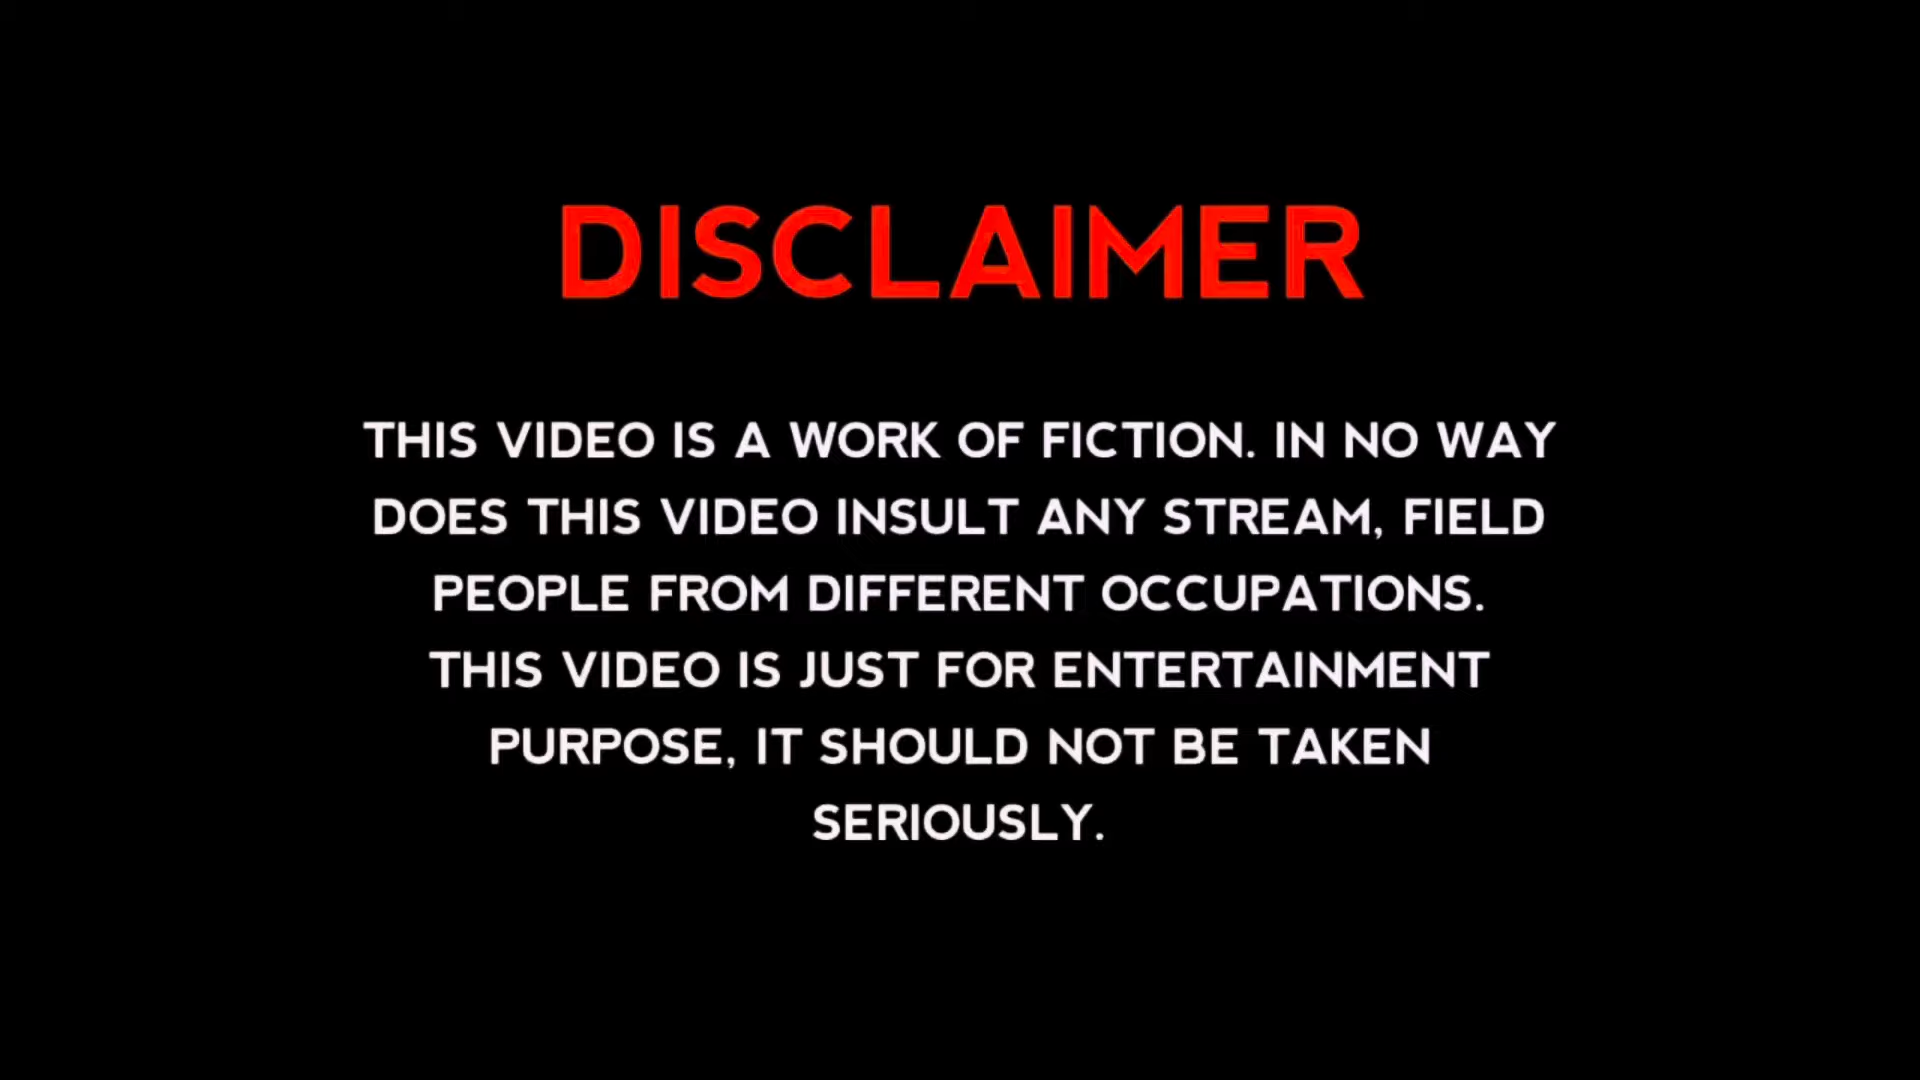 DISCLAIMER
THIS VIDEO IS A WORK OF FICTION. IN NO WAY
DOES THIS VIDEO INSULT ANY STREAM, FIELD
PEOPLE FROM DIFFERENT OCCUPATIONS.
THIS VIDEO IS JUST FOR ENTERTAINMENT
PURPOSE, IT SHOULD NOT BE TAKEN
SERIOUSLY.